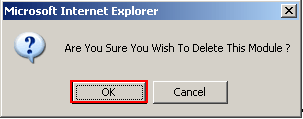 Microsoft Internet Explorer
Are You Sure You Wish To Delete This Module ?
OK
Cancel